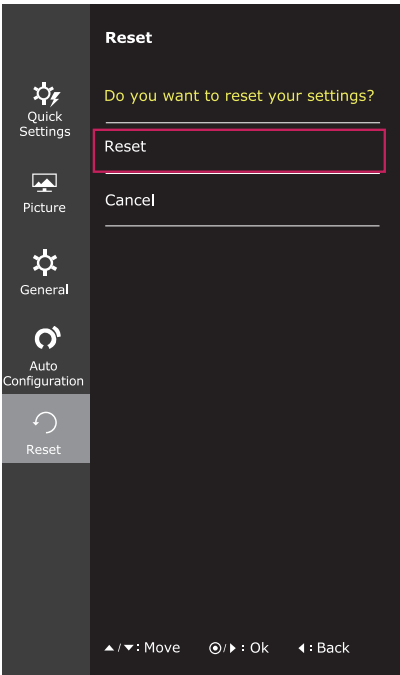 Reset
Do you want to reset your settings?
Reset
Cancel
Quick
Settings
Picture
General
Auto
Configuration
Reset
▲/▼: Move ◉/▶ : Ok ◀ : Back